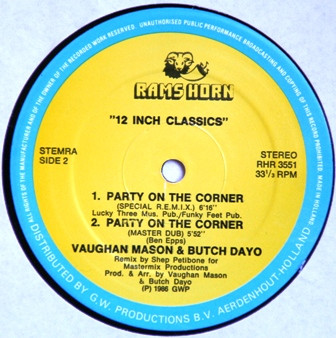 ALL RIGHTS OF THE MANUFACTURER AND OF THE OWNER OF THE RECORDED WORK RESERVED. UNAUTHORISED PUBLIC PERFORMANCE BROADCASTING AND COPYING OF THIS RECORD PROHIBITED. MADE IN HOLLAND
RAMS HORN
"12 INCH CLASSICS"
STEMRA
SIDE 2
STEREO
RHR 3551
33⅓ RPM
1. PARTY ON THE CORNER
(SPECIAL R.E.M.I.X.) 6'16"
Lucky Three Mus. Pub./Funky Feet Pub.
2. PARTY ON THE CORNER
(MASTER DUB) 5'52"
(Ben Epps)
VAUGHAN MASON & BUTCH DAYO
Remix by Shep Petibone for
Mastermix Productions
Prod. & Arr. by Vaughan Mason
& Butch Dayo
(P) 1986 GWP
DISTRIBUTED BY G.W. PRODUCTIONS B.V. AERDENHOUT-HOLLAND